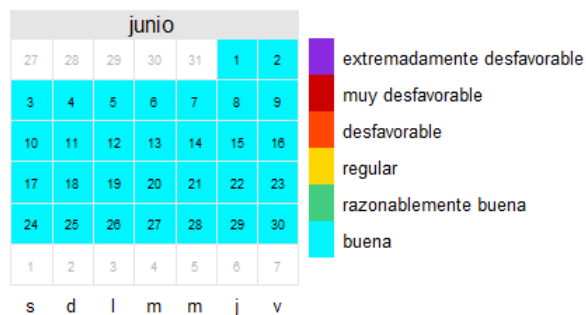 junio
27 28 29 30 31 1 2
3 4 5 6 7 8 9
10 11 12 13 14 15 16
17 18 19 20 21 22 23
24 25 26 27 28 29 30
1 2 3 4 5 6 7
s d l m m j v
extremadamente desfavorable
muy desfavorable
desfavorable
regular
razonablemente buena
buena